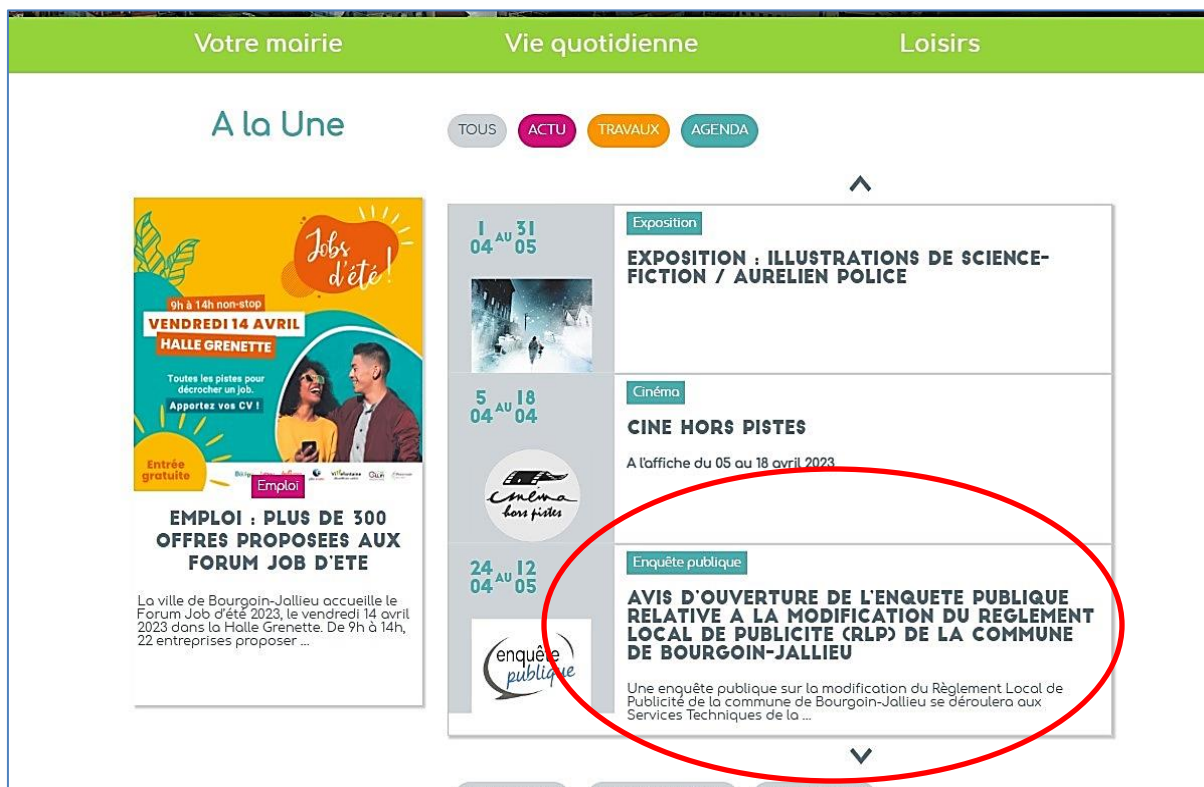 Votre mairie
Vie quotidienne
Loisirs
A la Une
TOUS
ACTU
TRAVAUX
AGENDA
Jobs
d'été !
9h à 14h non-stop
VENDREDI 14 AVRIL
HALLE GRENETTE
Toutes les pistes pour
décrocher un job.
Apportez vos CV !
Entrée
gratuite
Emploi
EMPLOI : PLUS DE 300
OFFRES PROPOSEES AUX
FORUM JOB D'ETE
La ville de Bourgoin-Jallieu accueille le
Forum Job d'été 2023, le vendredi 14 avril
2023 dans la Halle Grenette. De 9h à 14h,
22 entreprises proposer ...
1 AU 31
04 05
Exposition
EXPOSITION : ILLUSTRATIONS DE SCIENCE-
FICTION / AURELIEN POLICE
5 AU 18
04 04
cinéma
hors pistes
Cinéma
CINE HORS PISTES
A l'affiche du 05 au 18 avril 2023
24 AU 12
04 05
enquête
publique
Enquête publique
AVIS D'OUVERTURE DE L'ENQUETE PUBLIQUE
RELATIVE A LA MODIFICATION DU REGLEMENT
LOCAL DE PUBLICITE (RLP) DE LA COMMUNE
DE BOURGOIN-JALLIEU
Une enquête publique sur la modification du Règlement Local de
Publicité de la commune de Bourgoin-Jallieu se déroulera aux
Services Techniques de la ...